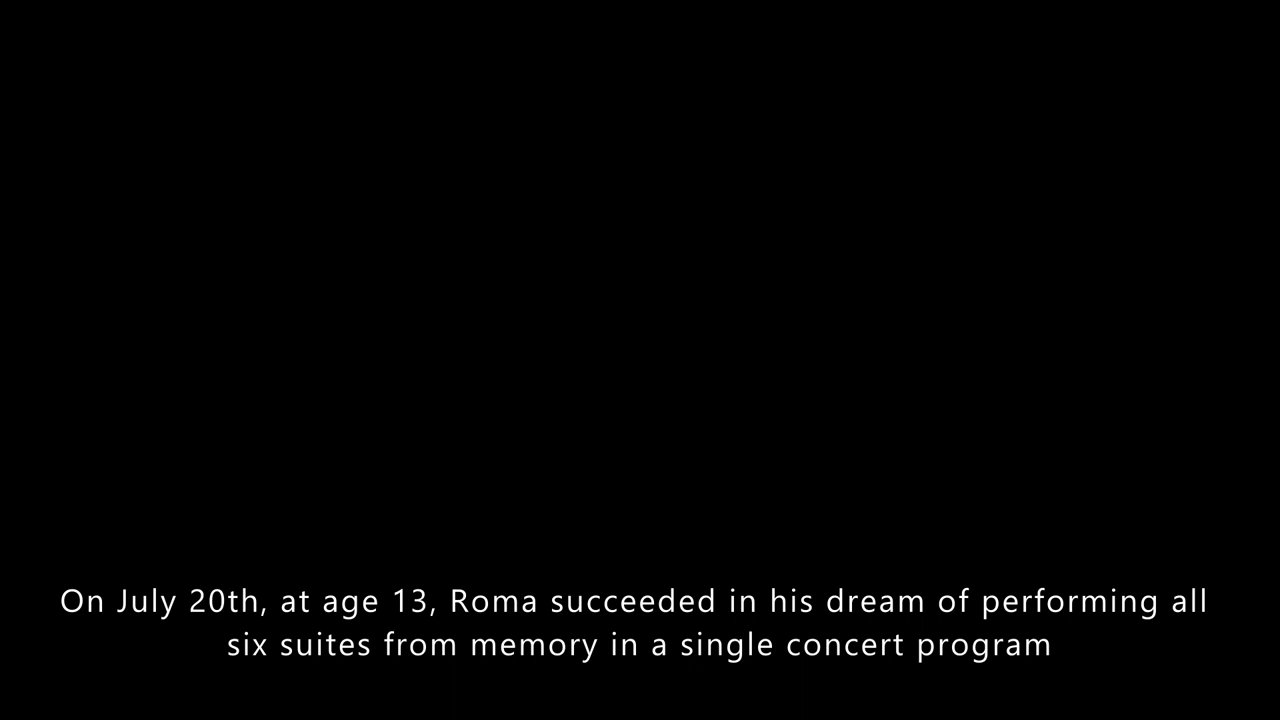 On July 20th, at age 13, Roma succeeded in his dream of performing all
six suites from memory in a single concert program